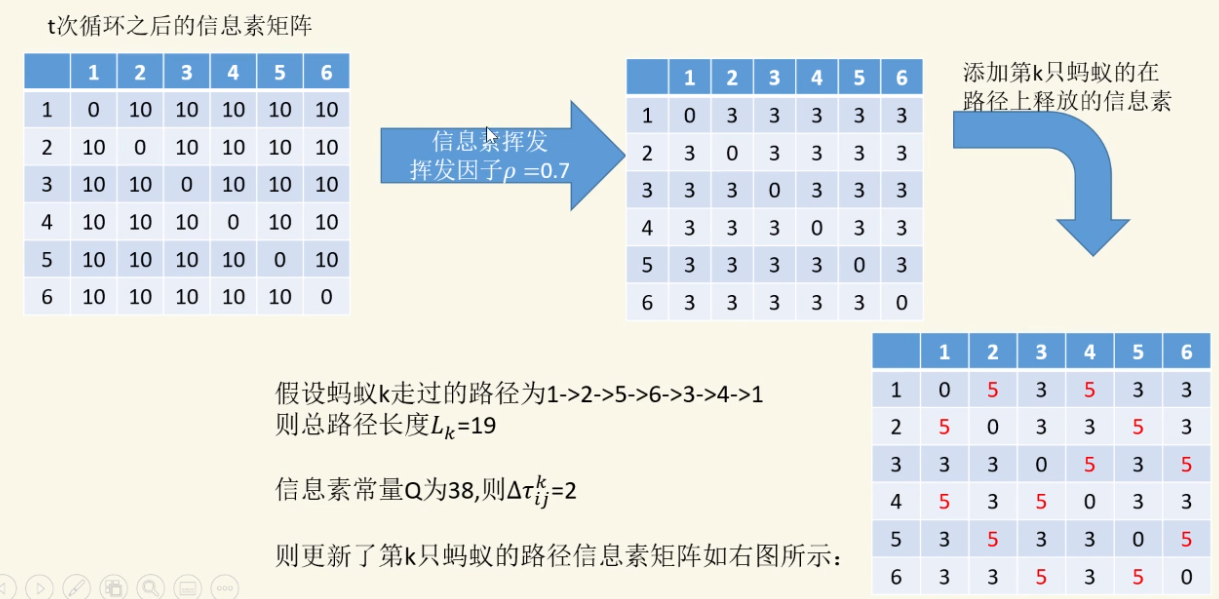 t次循环之后的信息素矩阵
1 2 3 4 5 6
1 0 10 10 10 10 10
2 10 0 10 10 10 10
3 10 10 0 10 10 10
4 10 10 10 0 10 10
5 10 10 10 10 0 10
6 10 10 10 10 10 0
信息素挥发
挥发因子ρ =0.7
1 2 3 4 5 6
1 0 3 3 3 3 3
2 3 0 3 3 3 3
3 3 3 0 3 3 3
4 3 3 3 0 3 3
5 3 3 3 3 0 3
6 3 3 3 3 3 0
添加第k只蚂蚁的在
路径上释放的信息素
假设蚂蚁k走过的路径为1->2->5->6->3->4->1
则总路径长度Lₖ=19
信息素常量Q为38,则Δτᵢⱼᵏ=2
则更新了第k只蚂蚁的路径信息素矩阵如右图所示：
1 2 3 4 5 6
1 0 5 3 5 3 3
2 5 0 3 3 5 3
3 3 3 0 5 3 5
4 5 3 5 0 3 3
5 3 5 3 3 0 5
6 3 3 5 3 5 0